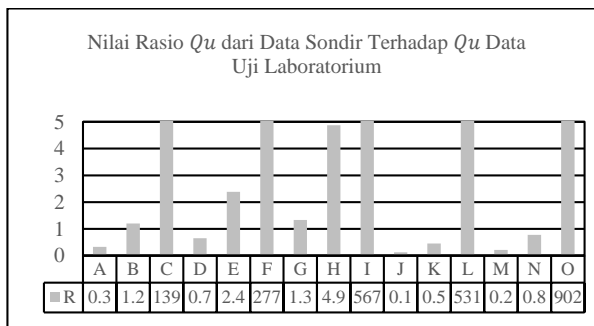 Nilai Rasio Qu dari Data Sondir Terhadap Qu Data
Uji Laboratorium
5
4
3
2
1
0
A B C D E F G H I J K L M N O
R 0.3 1.2 139 0.7 2.4 277 1.3 4.9 567 0.1 0.5 531 0.2 0.8 902